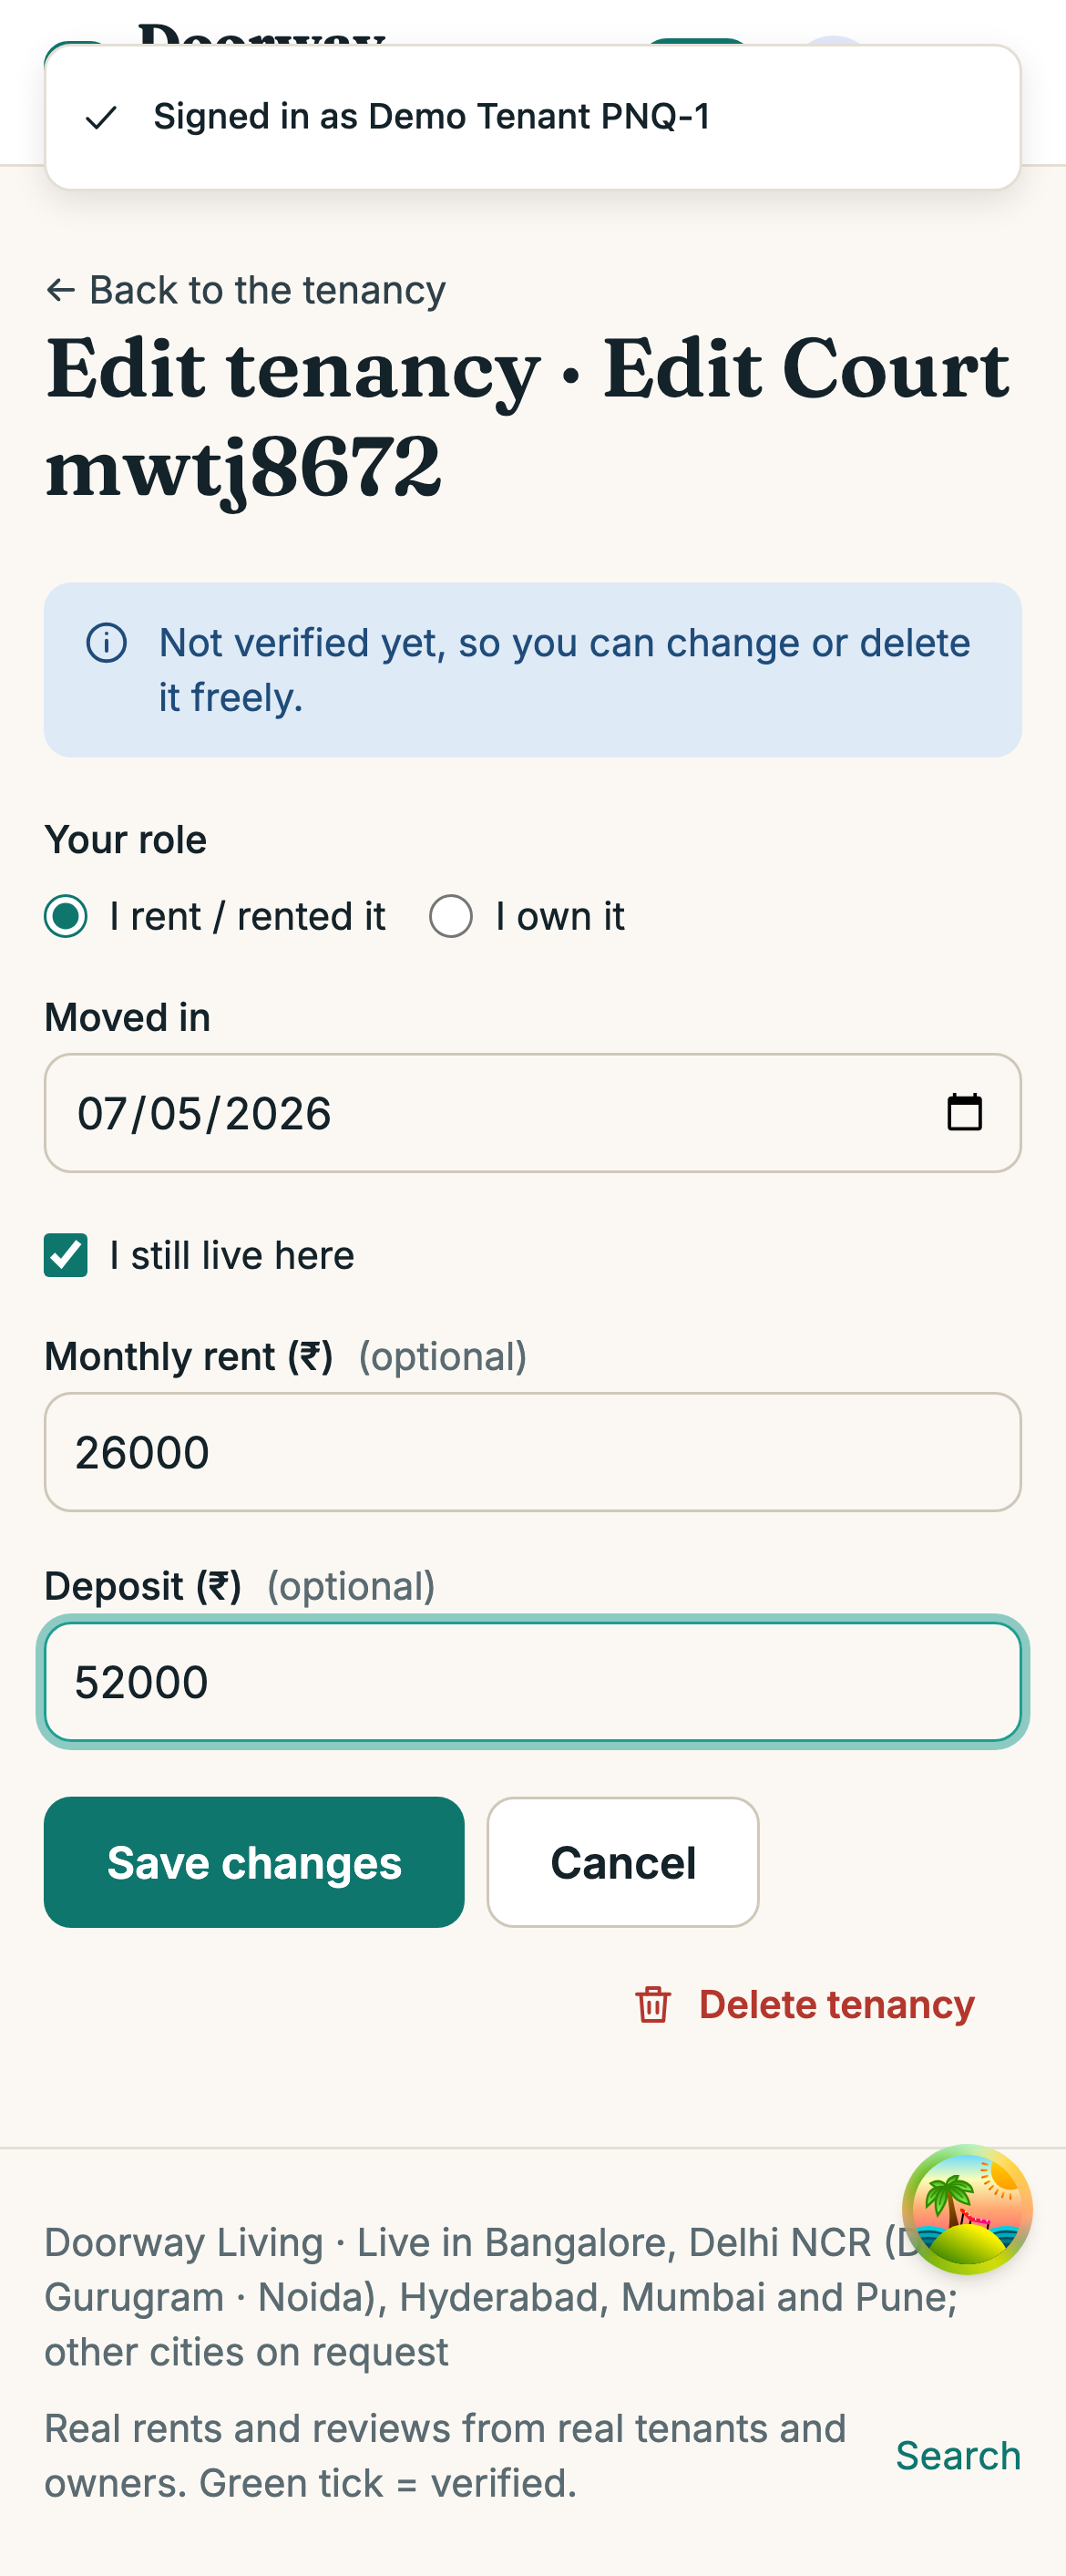 Doorway
Signed in as Demo Tenant PNQ-1
← Back to the tenancy
Edit tenancy · Edit Court
mwtj8672
Not verified yet, so you can change or delete
it freely.
Your role
I rent / rented it
I own it
Moved in
07/05/2026
I still live here
Monthly rent (₹) (optional)
26000
Deposit (₹) (optional)
52000
Save changes
Cancel
Delete tenancy
Doorway Living · Live in Bangalore, Delhi NCR (
Gurugram · Noida), Hyderabad, Mumbai and Pune;
other cities on request
Real rents and reviews from real tenants and
owners. Green tick = verified.
Search